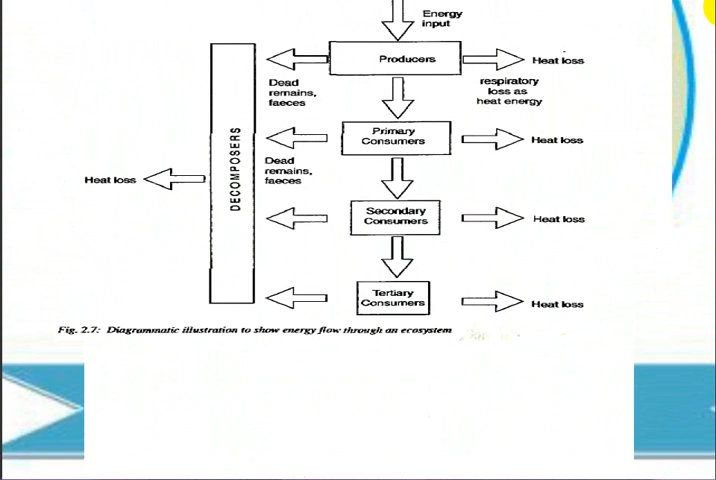 Energy
input
Producers
Heat loss
Dead
remains,
faeces
respiratory
loss as
heat energy
Primary
Consumers
Heat loss
Dead
remains,
faeces
DECOMPOSERS
Heat loss
Secondary
Consumers
Heat loss
Tertiary
Consumers
Heat loss
Fig. 2.7: Diagrammatic illustration to show energy flow through an ecosystem